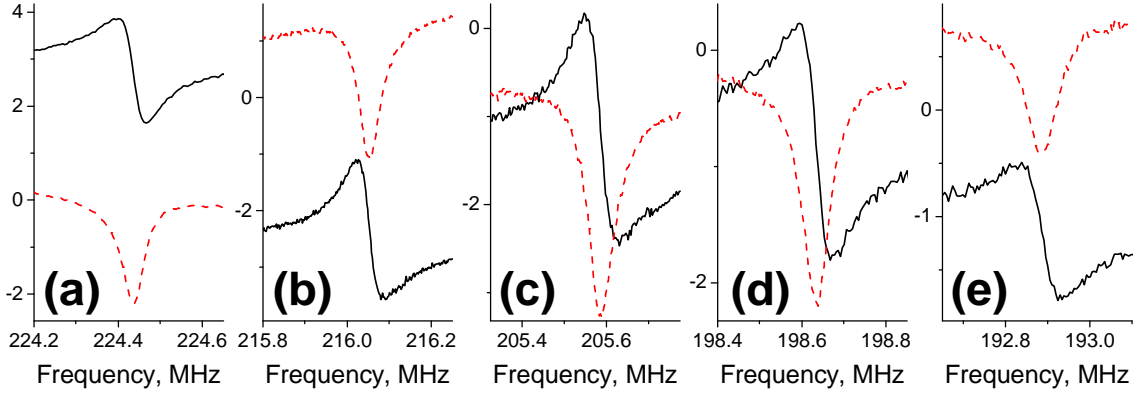 4
2
0
-2
(a)
224.2 224.4 224.6
Frequency, MHz
0
-2
(b)
215.8 216.0 216.2
Frequency, MHz
0
-2
(c)
205.4 205.6
Frequency, MHz
0
-1
-2
(d)
198.4 198.6 198.8
Frequency, MHz
0
-1
(e)
192.8 193.0
Frequency, MHz